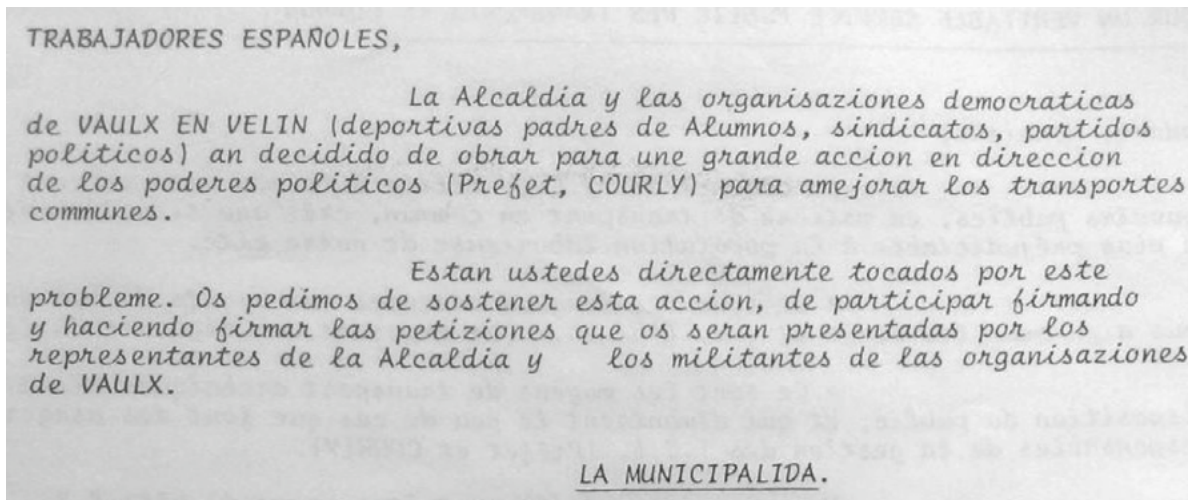 TRABAJADORES ESPAÑOLES,
La Alcaldia y las organisaziones democraticas
de VAULX EN VELIN (deportivas padres de Alumnos, sindicatos, partidos
politicos) an decidido de obrar para une grande accion en direccion
de los poderes politicos (Prefet, COURLY) para amejorar los transportes
communes.
Estan ustedes directamente tocados por este
probleme. Os pedimos de sostener esta accion, de participar firmando
y haciendo firmar las petiziones que os seran presentadas por los
representantes de la Alcaldia y los militantes de las organisaziones
de VAULX.
LA MUNICIPALIDA.